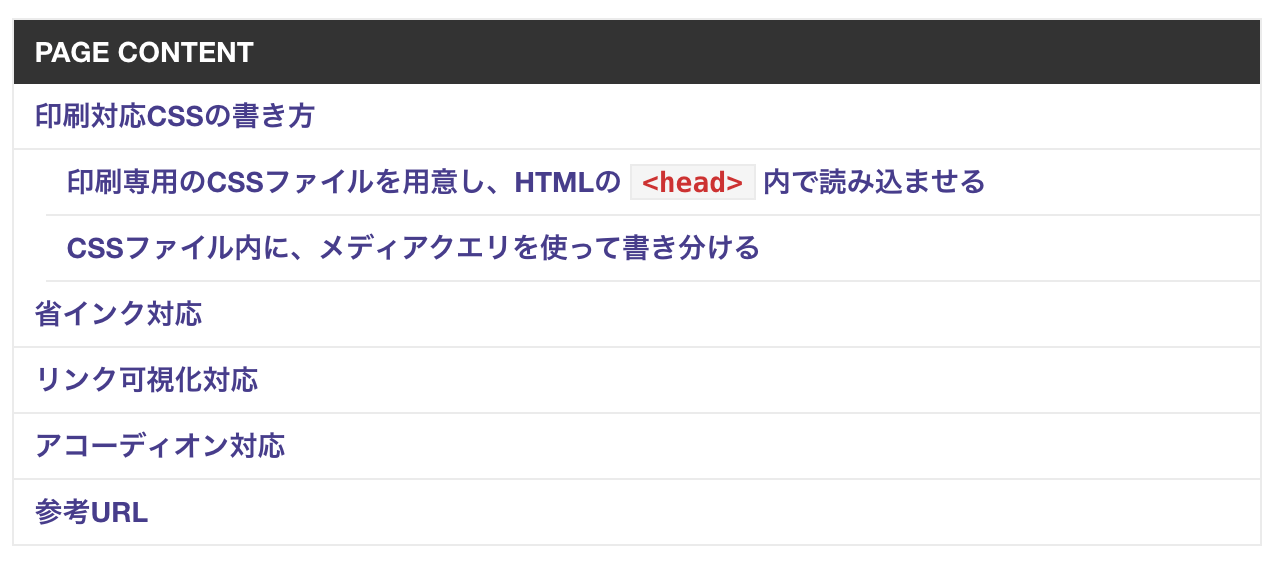 PAGE CONTENT
印刷対応CSSの書き方
印刷専用のCSSファイルを用意し、HTMLの <head> 内で読み込ませる
CSSファイル内に、メディアクエリを使って書き分ける
省インク対応
リンク可視化対応
アコーディオン対応
参考URL